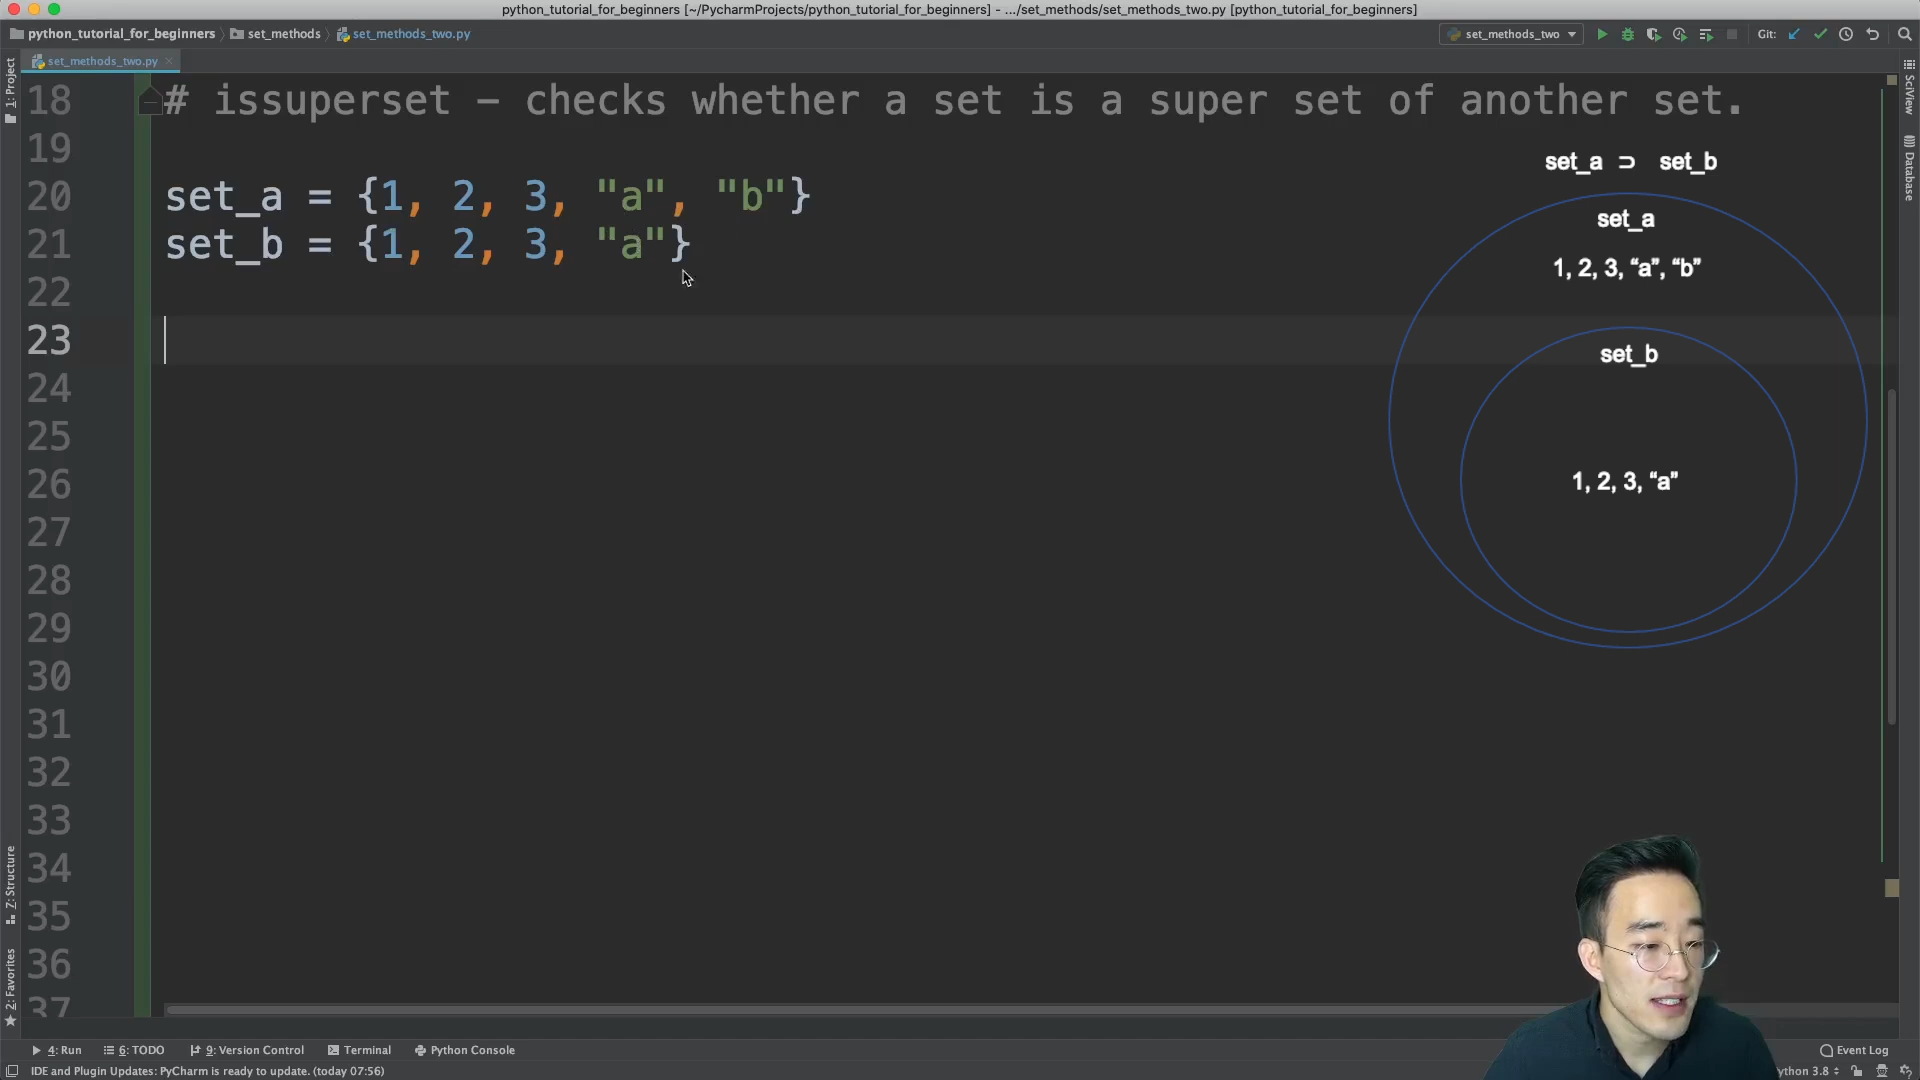 python_tutorial_for_beginners [~/PycharmProjects/python_tutorial_for_beginners] - .../set_methods/set_methods_two.py [python_tutorial_for_beginners]
python_tutorial_for_beginners set_methods set_methods_two.py set_methods_two Git:
set_methods_two.py
1: Project
SciView
Database
18 # issuperset - checks whether a set is a super set of another set.
19
20 set_a = {1, 2, 3, "a", "b"}
21 set_b = {1, 2, 3, "a"}
22
23
24
25
26
27
28
29
30
31
32
33
34
35
36
37
set_a ⊃ set_b
set_a
1, 2, 3, “a”, “b”
set_b
1, 2, 3, “a”
Z: Structure
2: Favorites
4: Run 6: TODO 9: Version Control Terminal Python Console Event Log
IDE and Plugin Updates: PyCharm is ready to update. (today 07:56) ython 3.8